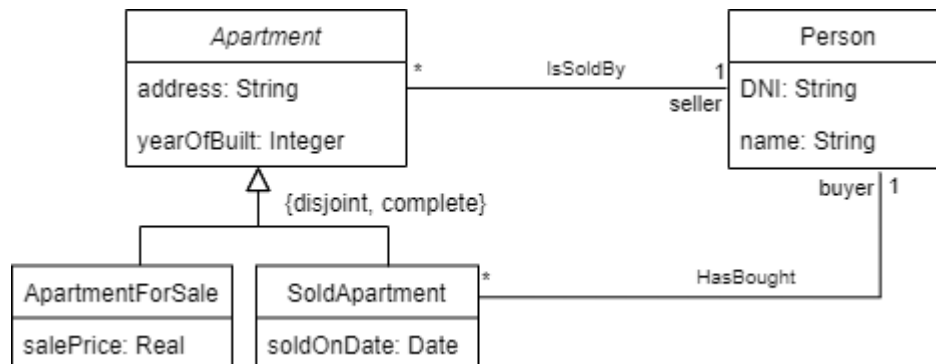 Apartment
address: String
yearOfBuilt: Integer
* IsSoldBy 1
seller
Person
DNI: String
name: String
buyer 1
{disjoint, complete}
ApartmentForSale
salePrice: Real
SoldApartment
soldOnDate: Date
* HasBought